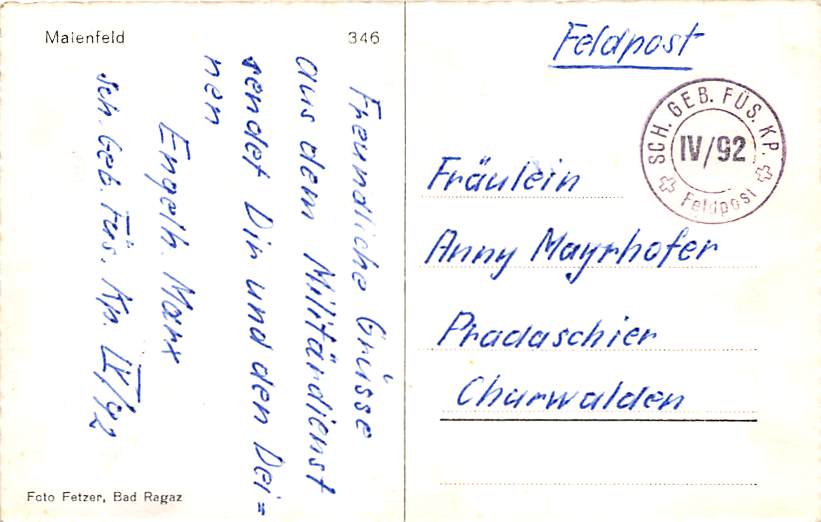 Maienfeld
346
Freundliche Grüsse
aus dem Militärdienst
sendet Dir und den Dei=
nen
Engelh. Marx
Sch. Geb. Füs. Kp. IV/92
Foto Fetzer, Bad Ragaz
Feldpost
SCH. GEB. FÜS. KP.
IV/92
Feldpost
Fräulein
Anny Mayrhofer
Pradaschier
Churwalden